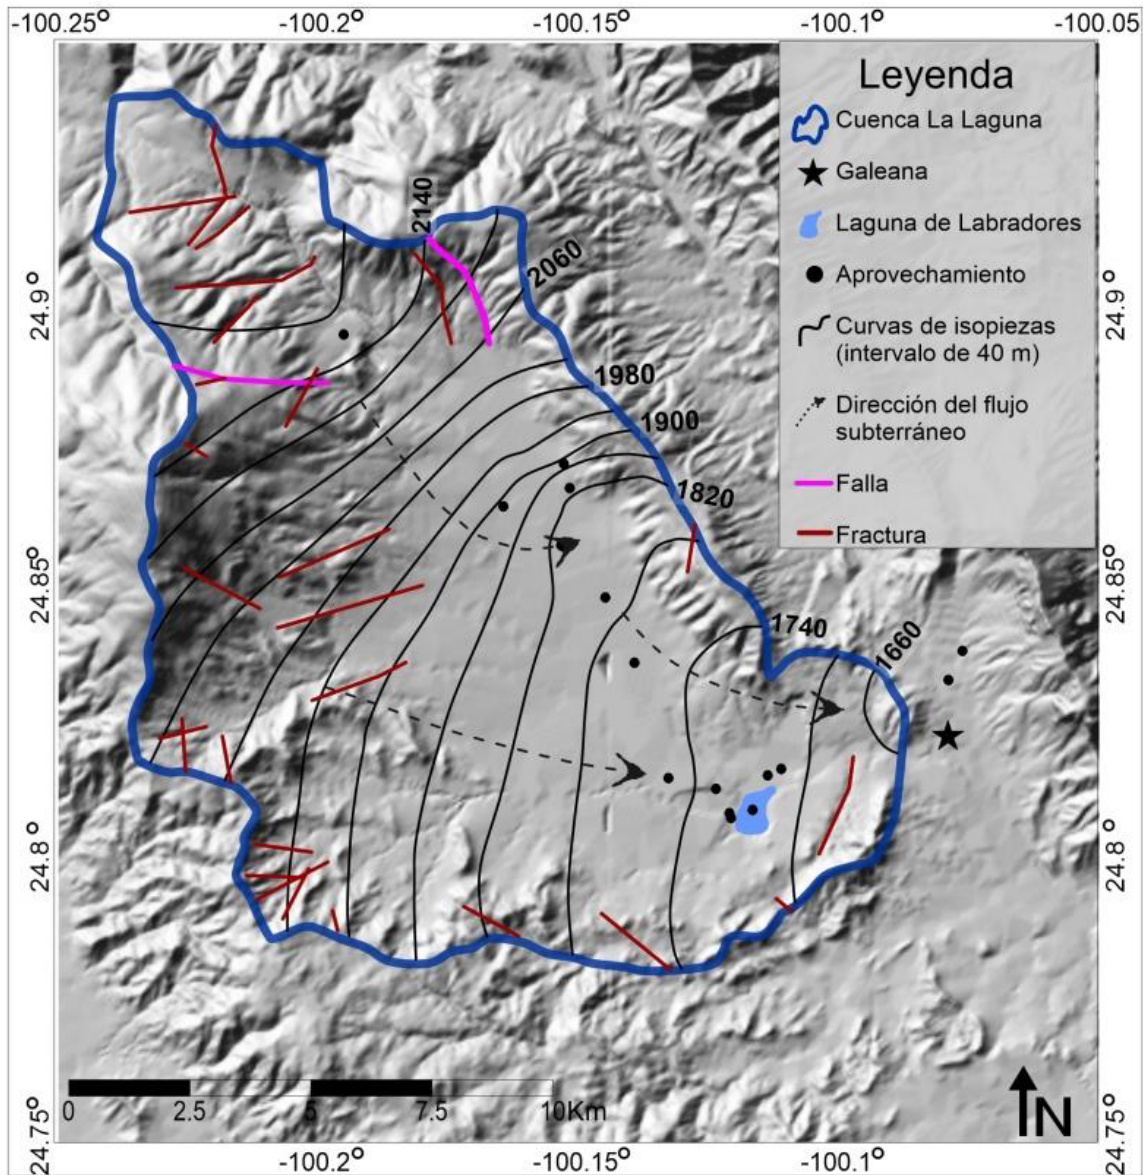 -100.25° -100.2° -100.15° -100.1° -100.05
Leyenda
Cuenca La Laguna
Galeana
Laguna de Labradores
Aprovechamiento
Curvas de isopiezas
(intervalo de 40 m)
Dirección del flujo
subterráneo
Falla
Fractura
2140
2060
1980
1900
1820
1740
1660
24.9° 24.9°
24.85° 24.85°
24.8° 24.8°
24.75° 24.75°
0 2.5 5 7.5 10Km
N
-100.2° -100.15° -100.1°